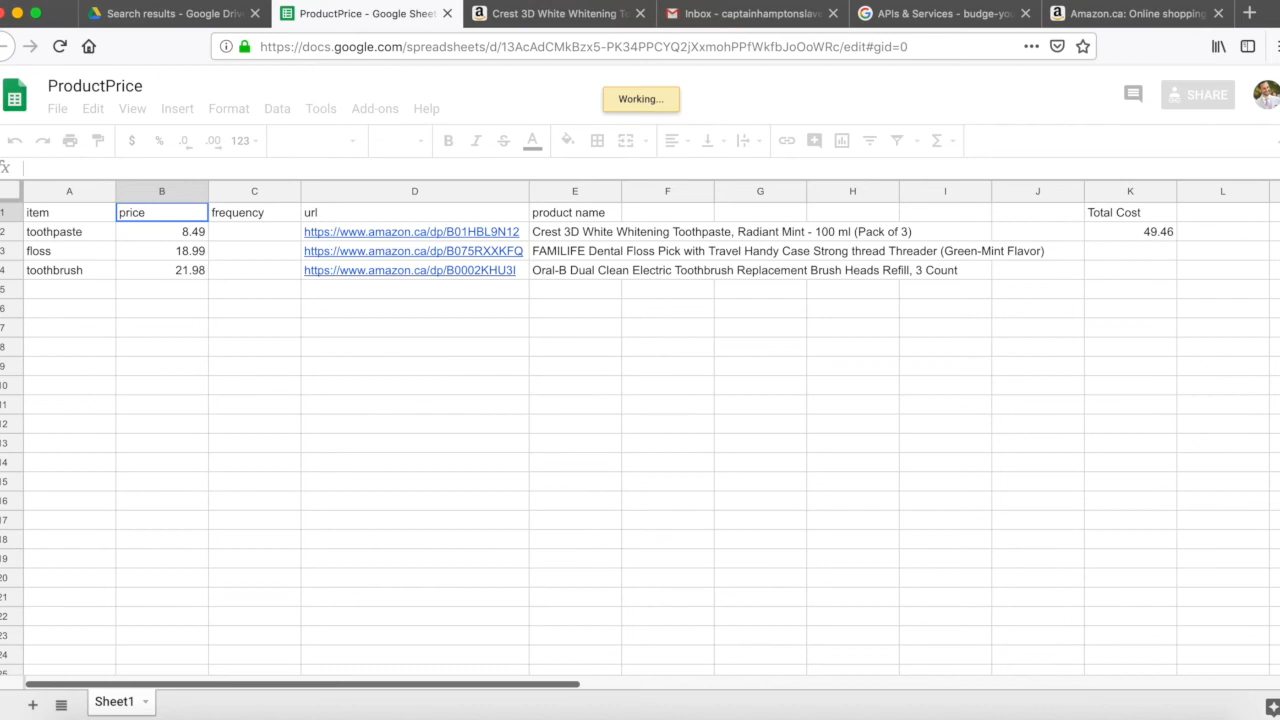 Search results - Google Driv
ProductPrice - Google Sheet
Crest 3D White Whitening To
Inbox - captainhamptonslav
APIs & Services - budge-yo
Amazon.ca: Online shopping
https://docs.google.com/spreadsheets/d/13AcAdCMkBzx5-PK34PPCYQ2jXxmohPPfWkfbJoOoWRc/edit#gid=0
ProductPrice
File Edit View Insert Format Data Tools Add-ons Help
Working...
SHARE
$ % .0 .00 123 B I S A Σ
fx
A B C D E F G H I J K L
1 item price frequency url product name Total Cost
2 toothpaste 8.49 https://www.amazon.ca/dp/B01HBL9N12 Crest 3D White Whitening Toothpaste, Radiant Mint - 100 ml (Pack of 3) 49.46
3 floss 18.99 https://www.amazon.ca/dp/B075RXXKFQ FAMILIFE Dental Floss Pick with Travel Handy Case Strong thread Threader (Green-Mint Flavor)
4 toothbrush 21.98 https://www.amazon.ca/dp/B0002KHU3I Oral-B Dual Clean Electric Toothbrush Replacement Brush Heads Refill, 3 Count
5
6
7
8
9
10
11
12
13
14
15
16
17
18
19
20
21
22
23
24
25
Sheet1